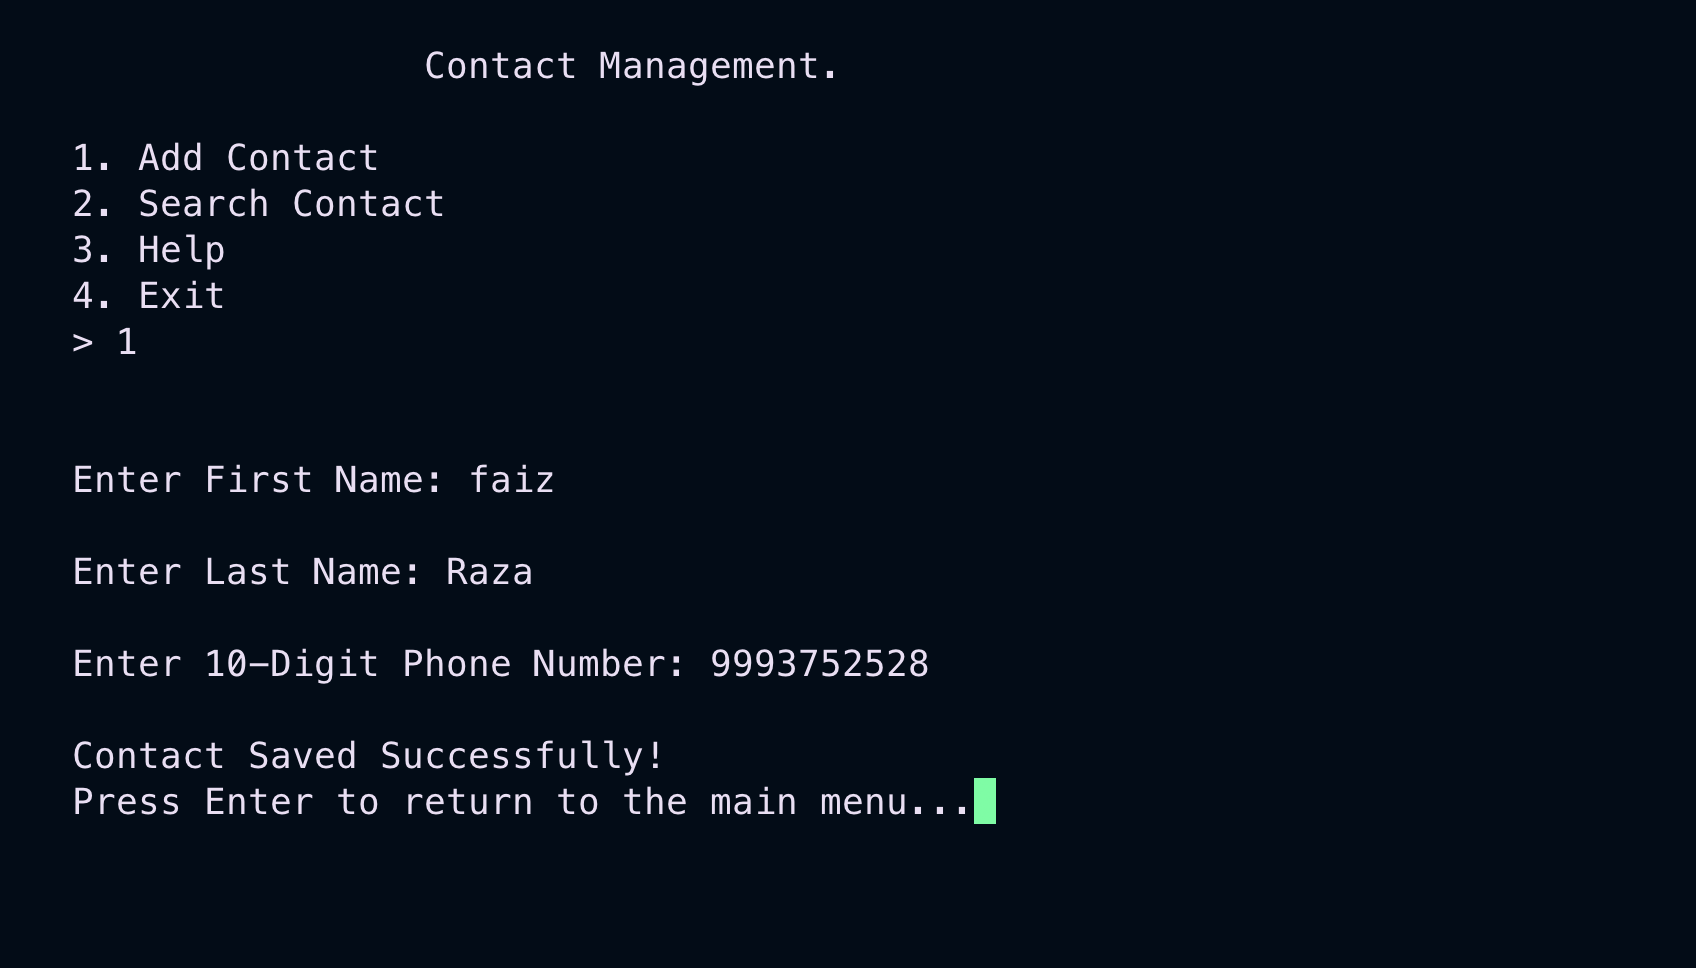 Contact Management.
1. Add Contact
2. Search Contact
3. Help
4. Exit
> 1
Enter First Name: faiz
Enter Last Name: Raza
Enter 10-Digit Phone Number: 9993752528
Contact Saved Successfully!
Press Enter to return to the main menu...